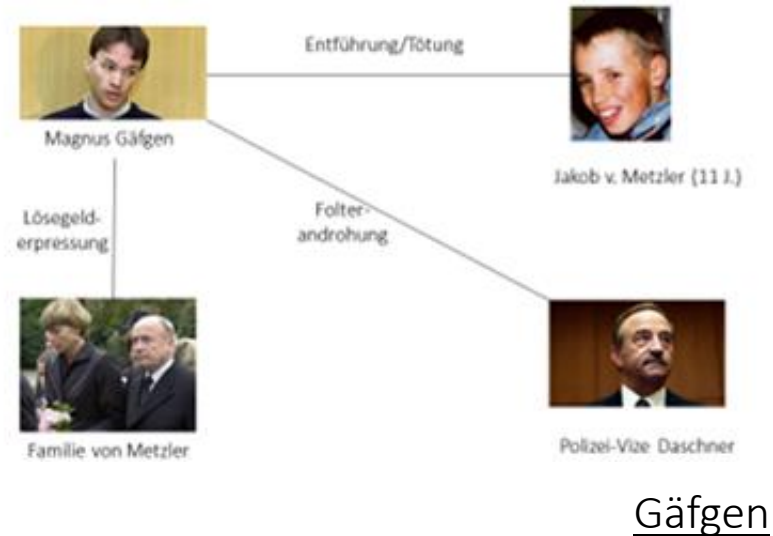 Entführung/Tötung
Magnus Gäfgen
Jakob v. Metzler (11 J.)
Lösegeld-
erpressung
Folter-
androhung
Familie von Metzler
Polizei-Vize Daschner
Gäfgen